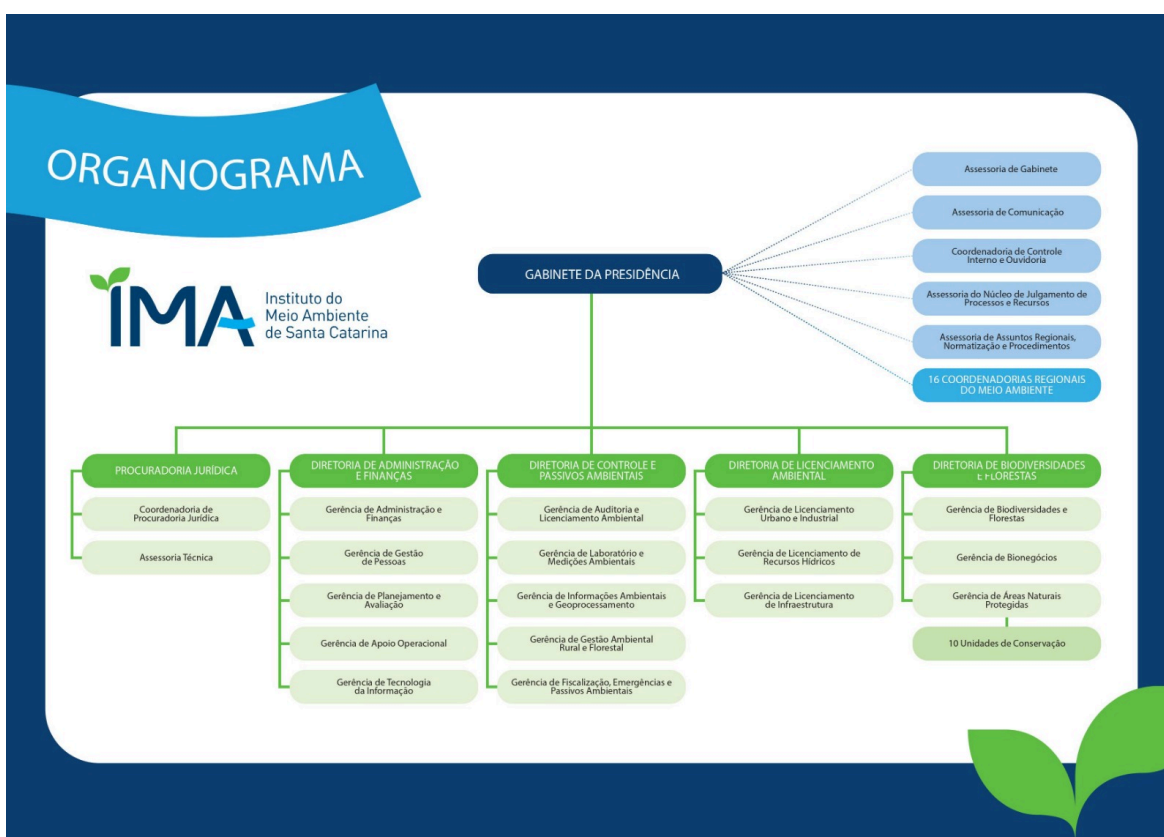 ORGANOGRAMA
IMA
Instituto do
Meio Ambiente
de Santa Catarina
GABINETE DA PRESIDÊNCIA
Assessoria de Gabinete
Assessoria de Comunicação
Coordenadoria de Controle
Interno e Ouvidoria
Assessoria do Núcleo de Julgamento de
Processos e Recursos
Assessoria de Assuntos Regionais,
Normatização e Procedimentos
16 COORDENADORIAS REGIONAIS
DO MEIO AMBIENTE
PROCURADORIA JURÍDICA
Coordenadoria de
Procuradoria Jurídica
Assessoria Técnica
DIRETORIA DE ADMINISTRAÇÃO
E FINANÇAS
Gerência de Administração e
Finanças
Gerência de Gestão
de Pessoas
Gerência de Planejamento e
Avaliação
Gerência de Apoio Operacional
Gerência de Tecnologia
da Informação
DIRETORIA DE CONTROLE E
PASSIVOS AMBIENTAIS
Gerência de Auditoria e
Licenciamento Ambiental
Gerência de Laboratório e
Medições Ambientais
Gerência de Informações Ambientais
e Geoprocessamento
Gerência de Gestão Ambiental
Rural e Florestal
Gerência de Fiscalização, Emergências e
Passivos Ambientais
DIRETORIA DE LICENCIAMENTO
AMBIENTAL
Gerência de Licenciamento
Urbano e Industrial
Gerência de Licenciamento de
Recursos Hídricos
Gerência de Licenciamento
de Infraestrutura
DIRETORIA DE BIODIVERSIDADES
E FLORESTAS
Gerência de Biodiversidades e
Florestas
Gerência de Bionegócios
Gerência de Áreas Naturais
Protegidas
10 Unidades de Conservação